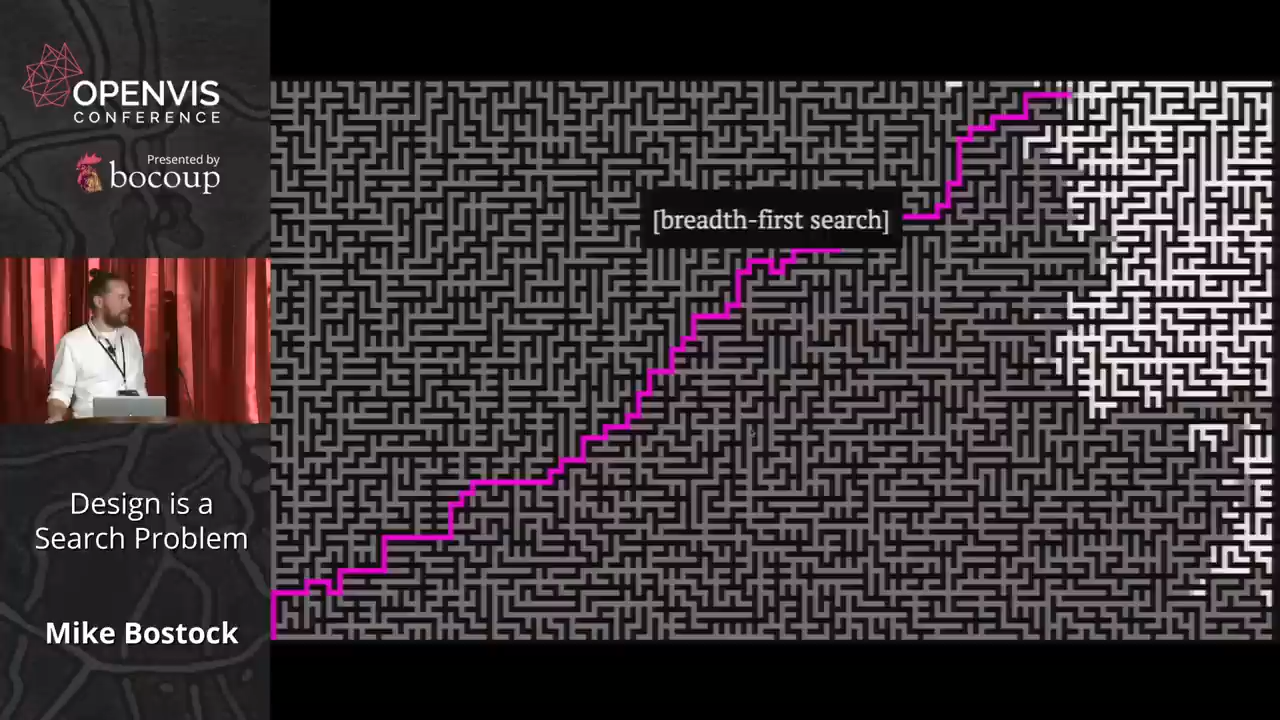 OPENVIS
CONFERENCE
Presented by
bocoup
[breadth-first search]
Design is a
Search Problem
Mike Bostock